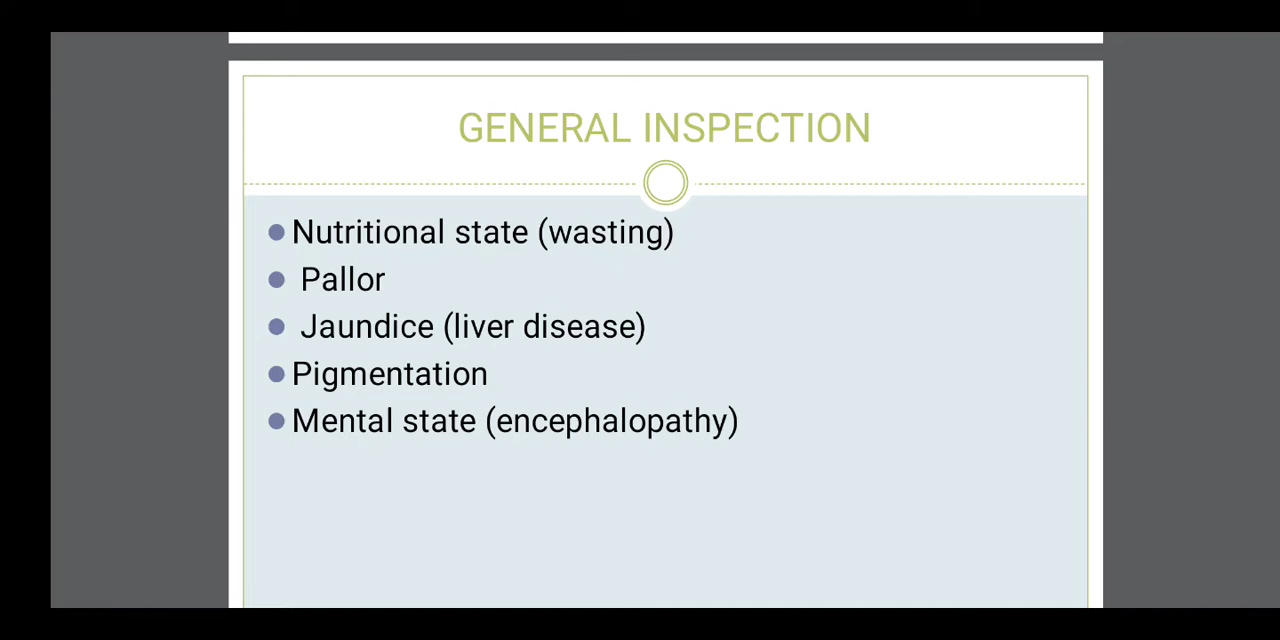 GENERAL INSPECTION
Nutritional state (wasting)
Pallor
Jaundice (liver disease)
Pigmentation
Mental state (encephalopathy)